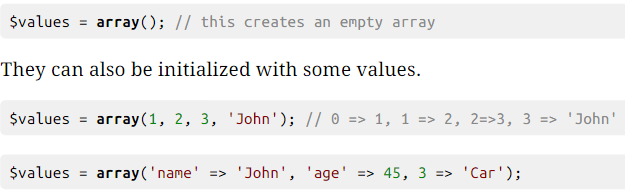 $values = array(); // this creates an empty array
They can also be initialized with some values.
$values = array(1, 2, 3, 'John'); // 0 => 1, 1 => 2, 2=>3, 3 => 'John'
$values = array('name' => 'John', 'age' => 45, 3 => 'Car');